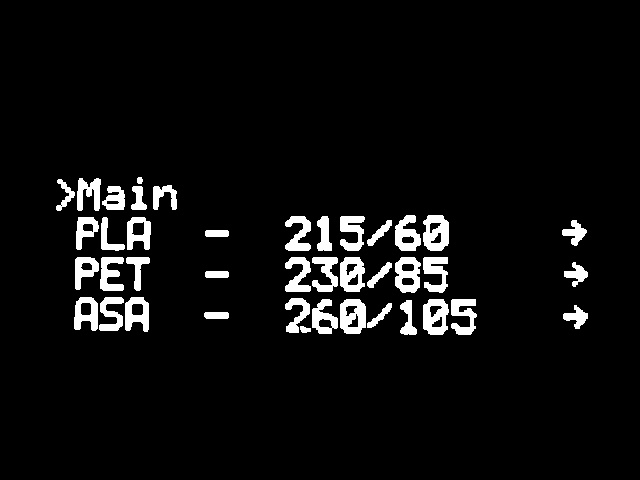 >Main
PLA - 215/60 →
PET - 230/85 →
ASA - 260/105 →